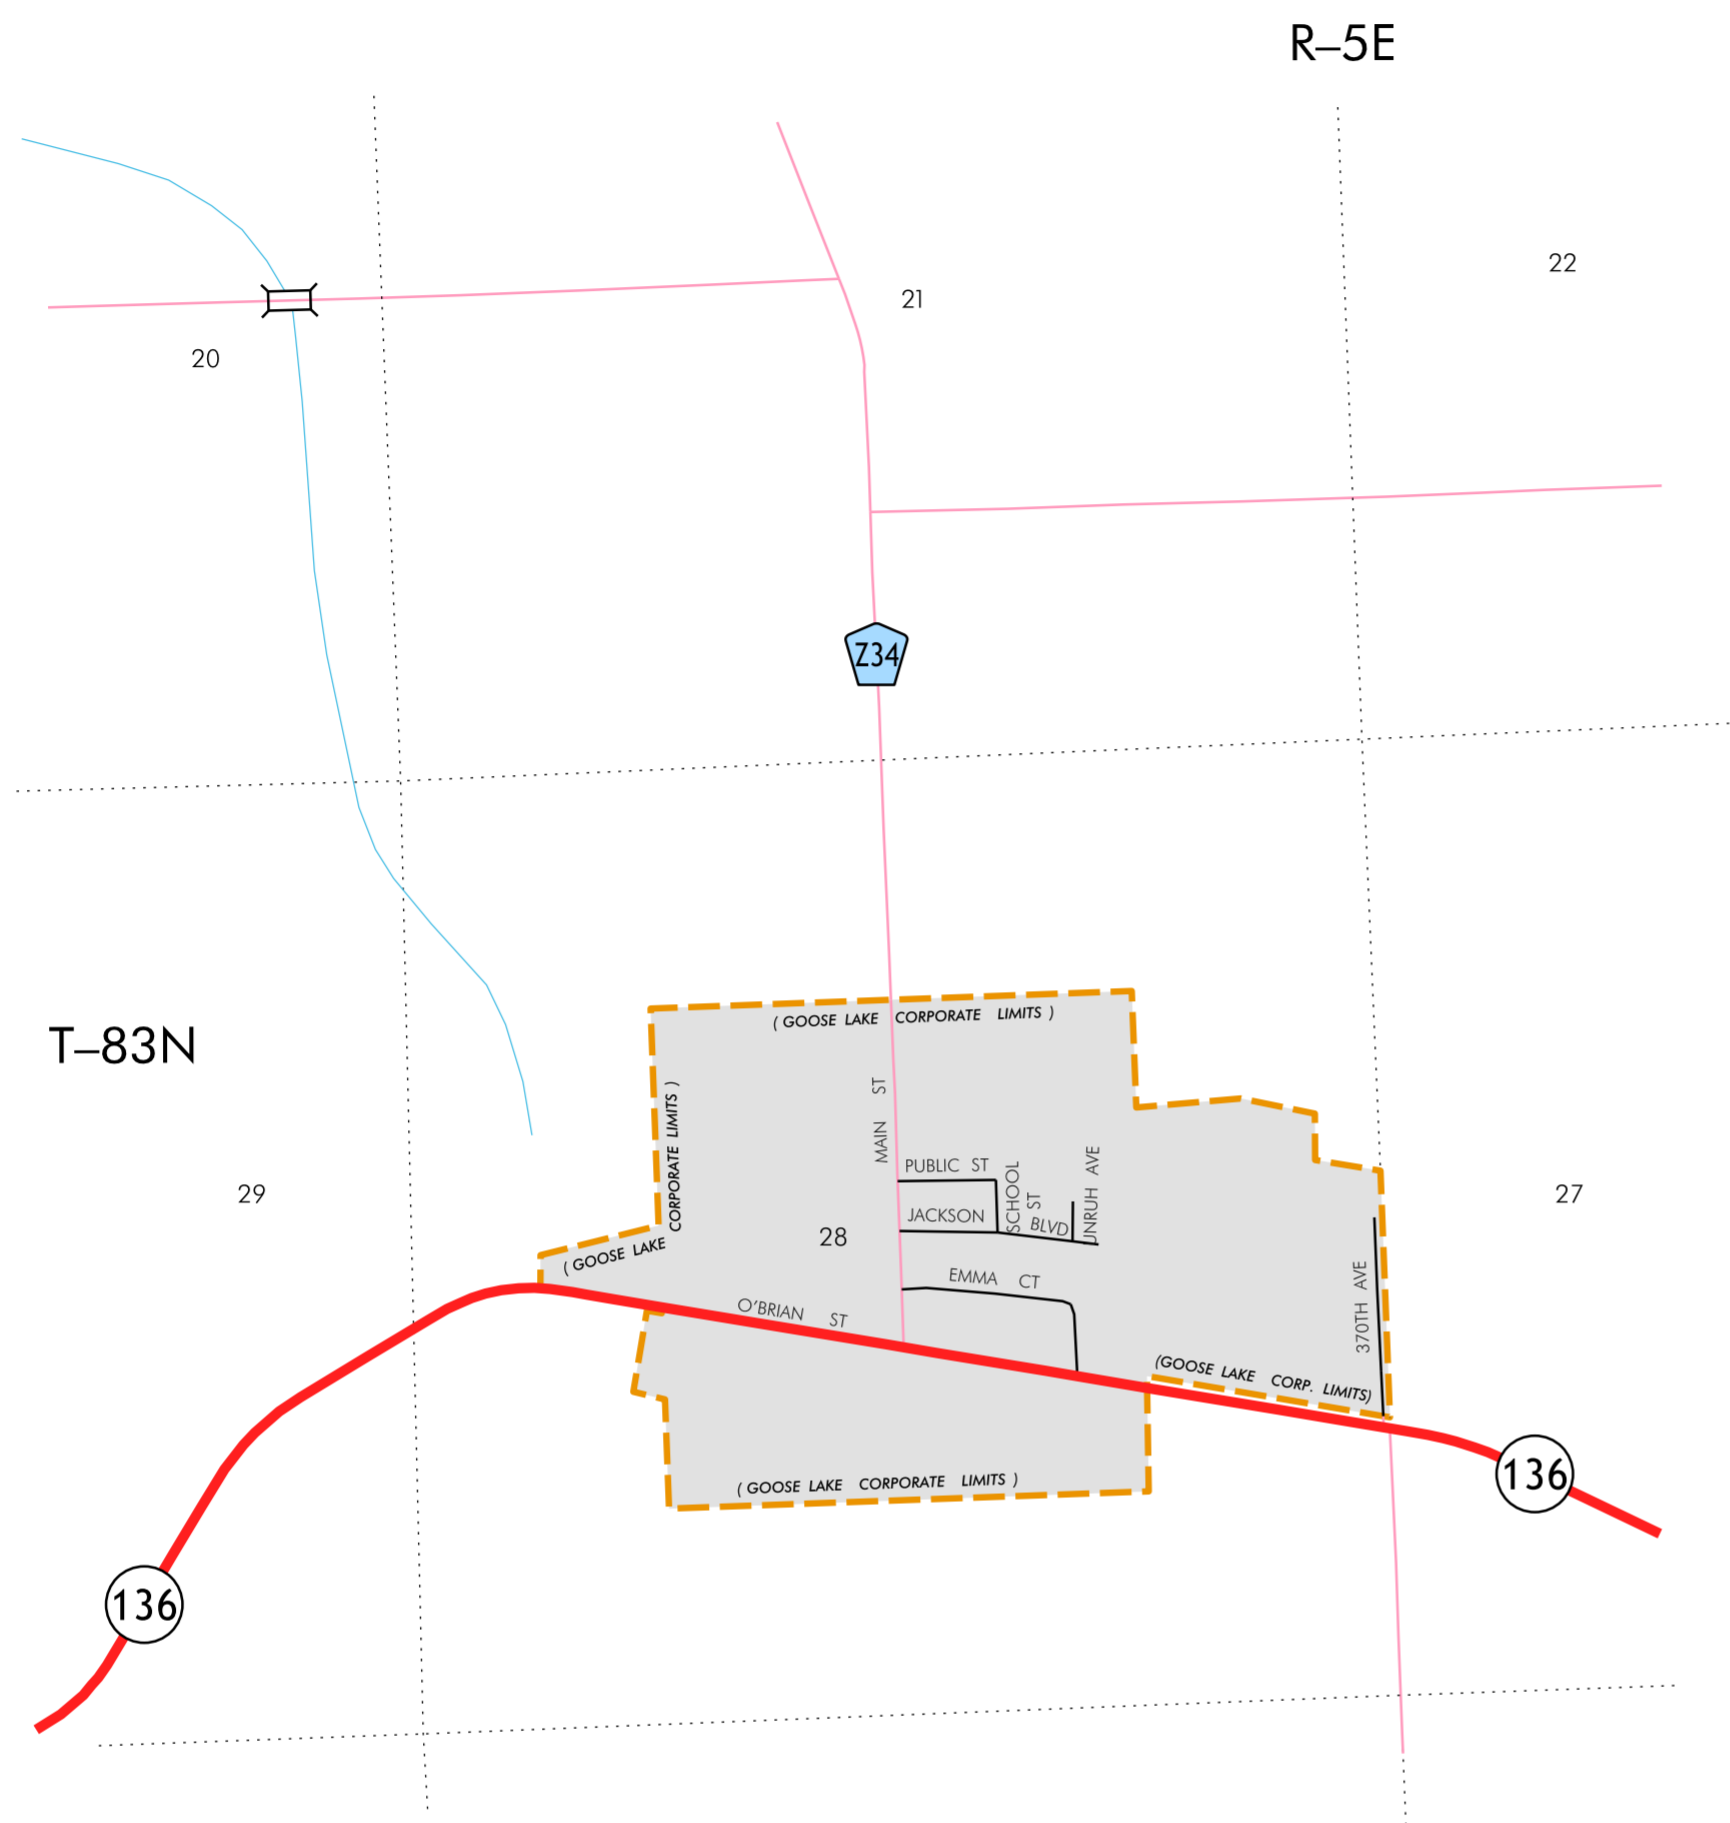 R–5E
22
21
20
Z34
T–83N
( GOOSE LAKE CORPORATE LIMITS )
MAIN ST
( GOOSE LAKE CORPORATE LIMITS )
PUBLIC ST
SCHOOL ST
UNRUH AVE
JACKSON BLVD
29
28
27
EMMA CT
O'BRIAN ST
370TH AVE
(GOOSE LAKE CORP. LIMITS)
( GOOSE LAKE CORPORATE LIMITS )
136
136